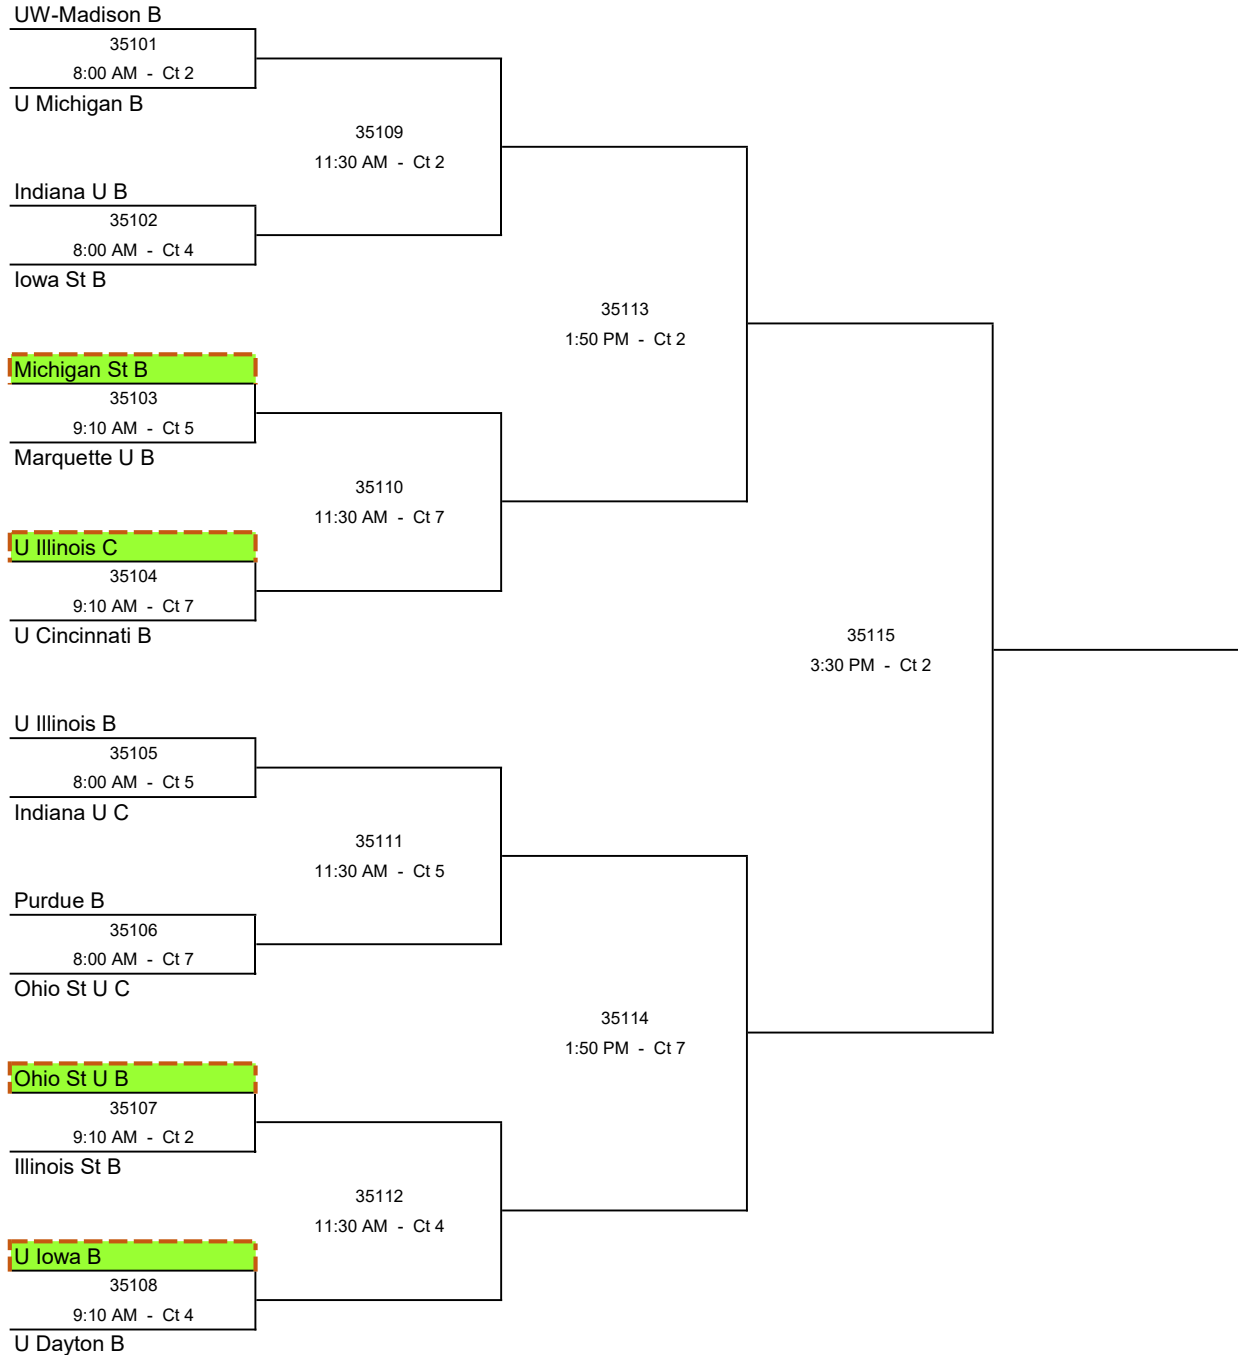 UW-Madison B
35101
8:00 AM - Ct 2
U Michigan B
35109
11:30 AM - Ct 2
Indiana U B
35102
8:00 AM - Ct 4
Iowa St B
35113
1:50 PM - Ct 2
Michigan St B
35103
9:10 AM - Ct 5
Marquette U B
35110
11:30 AM - Ct 7
U Illinois C
35104
9:10 AM - Ct 7
U Cincinnati B
35115
3:30 PM - Ct 2
U Illinois B
35105
8:00 AM - Ct 5
Indiana U C
35111
11:30 AM - Ct 5
Purdue B
35106
8:00 AM - Ct 7
Ohio St U C
35114
1:50 PM - Ct 7
Ohio St U B
35107
9:10 AM - Ct 2
Illinois St B
35112
11:30 AM - Ct 4
U Iowa B
35108
9:10 AM - Ct 4
U Dayton B